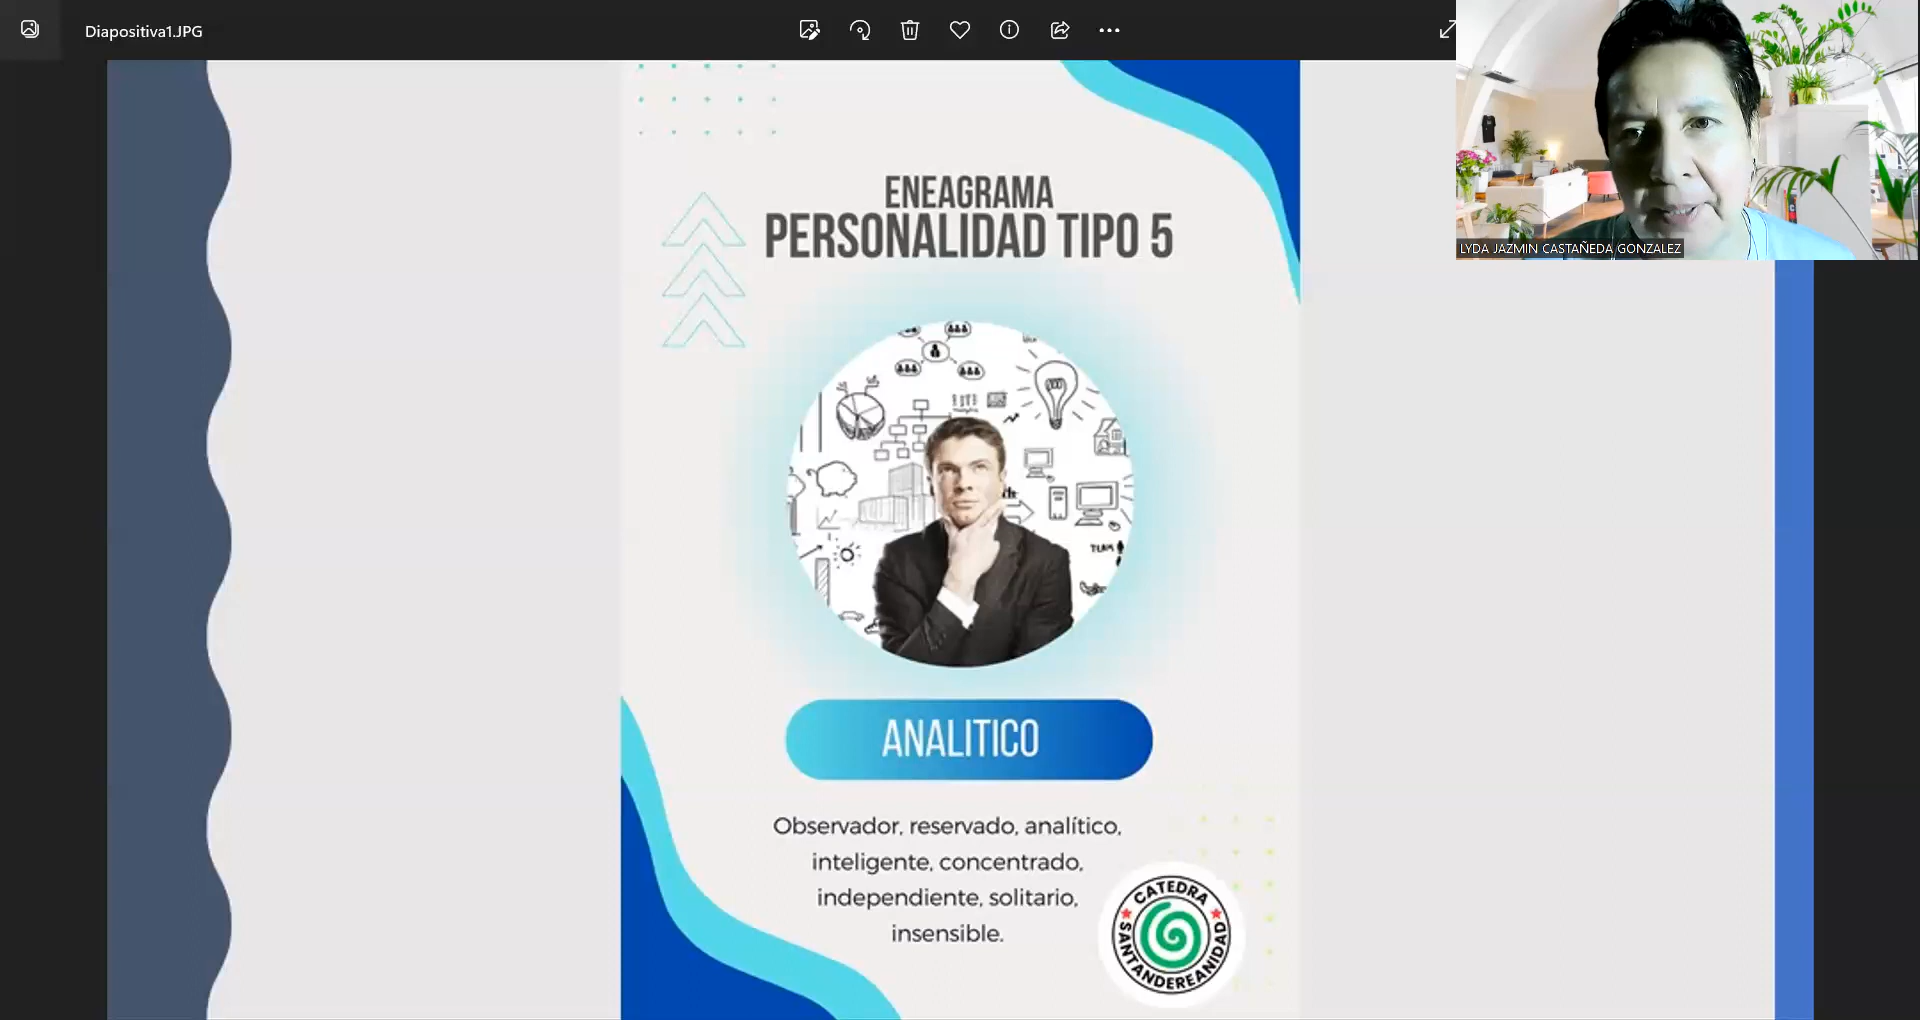 Diapositiva1.JPG
LYDA JAZMIN CASTAÑEDA GONZALEZ
ENEAGRAMA
PERSONALIDAD TIPO 5
TEAM
ANALITICO
Observador, reservado, analítico,
inteligente, concentrado,
independiente, solitario,
insensible.
CATEDRA
SANTANDEREANIDAD